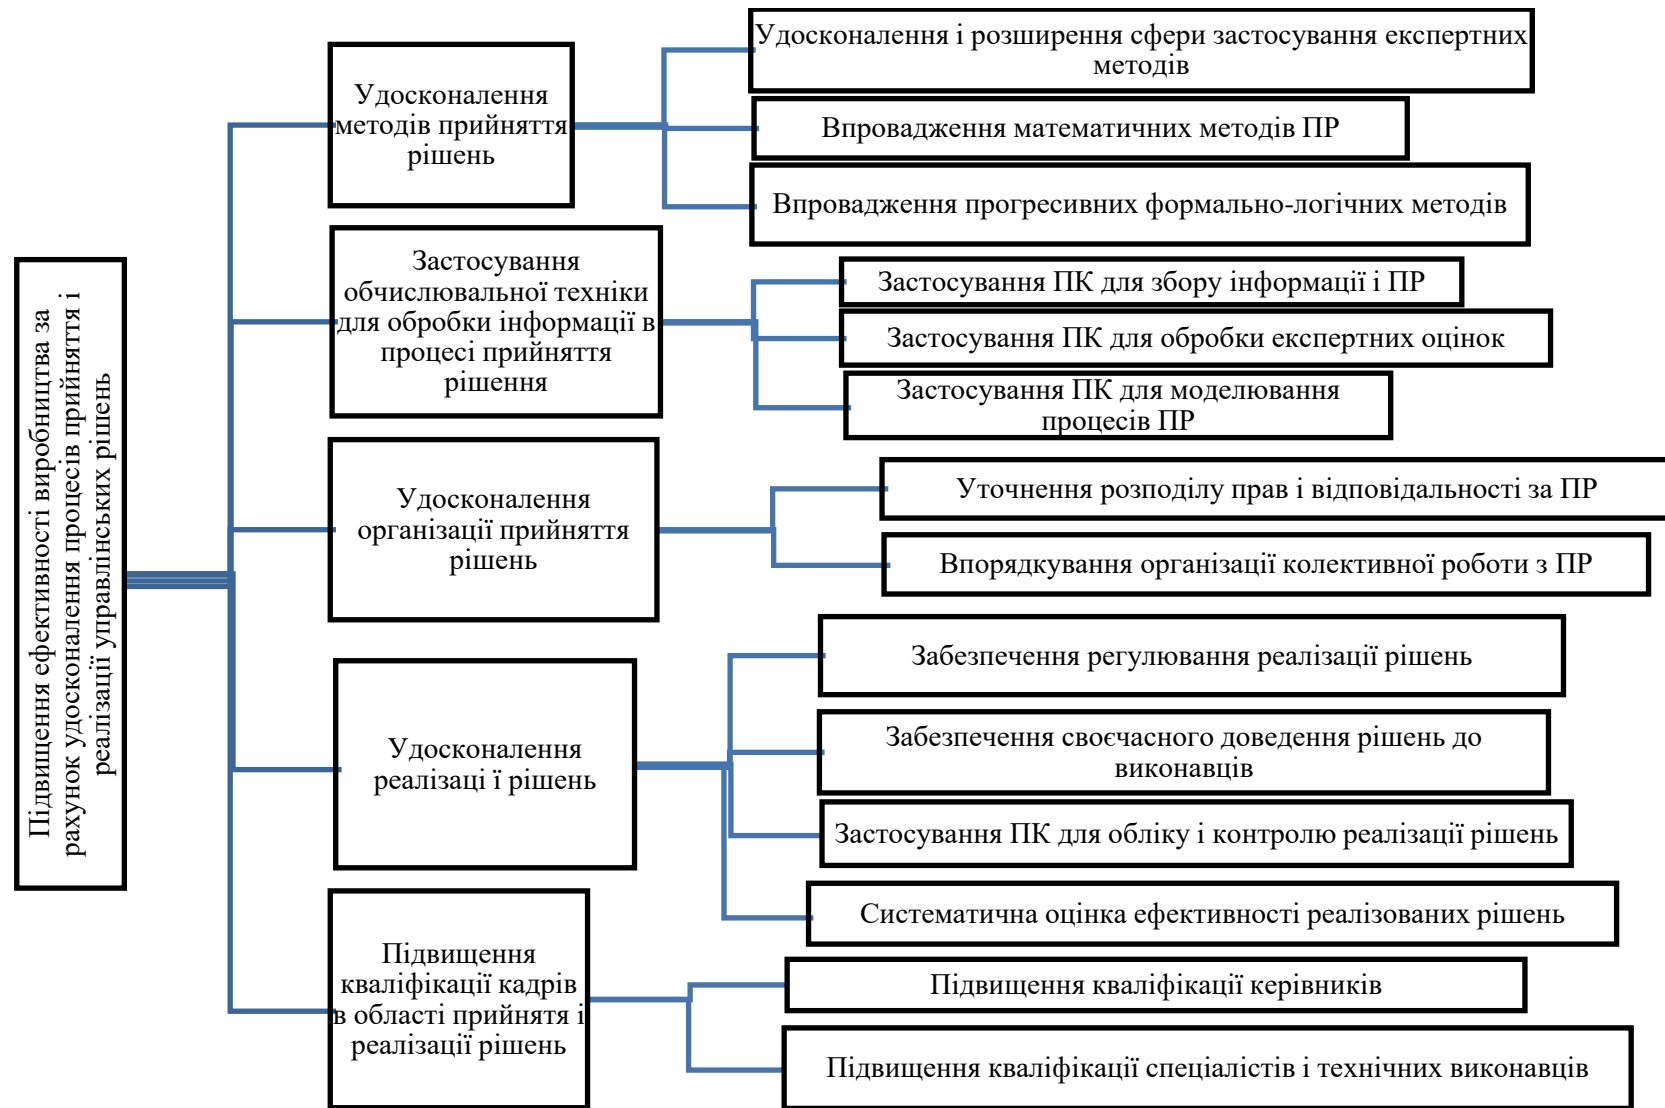 Підвищення ефективності виробництва за
рахунок удосконалення процесів прийняття і
реалізації управлінських рішень
Удосконалення
методів прийняття
рішень
Удосконалення і розширення сфери застосування експертних
методів
Впровадження математичних методів ПР
Впровадження прогресивних формально-логічних методів
Застосування
обчислювальної техніки
для обробки інформації в
процесі прийняття
рішення
Застосування ПК для збору інформації і ПР
Застосування ПК для обробки експертних оцінок
Застосування ПК для моделювання
процесів ПР
Удосконалення
організації прийняття
рішень
Уточнення розподілу прав і відповідальності за ПР
Впорядкування організації колективної роботи з ПР
Удосконалення
реалізаці ї рішень
Забезпечення регулювання реалізації рішень
Забезпечення своєчасного доведення рішень до
виконавців
Застосування ПК для обліку і контролю реалізації рішень
Систематична оцінка ефективності реалізованих рішень
Підвищення
кваліфікації кадрів
в області прийнятя і
реалізації рішень
Підвищення кваліфікації керівників
Підвищення кваліфікації спеціалістів і технічних виконавців